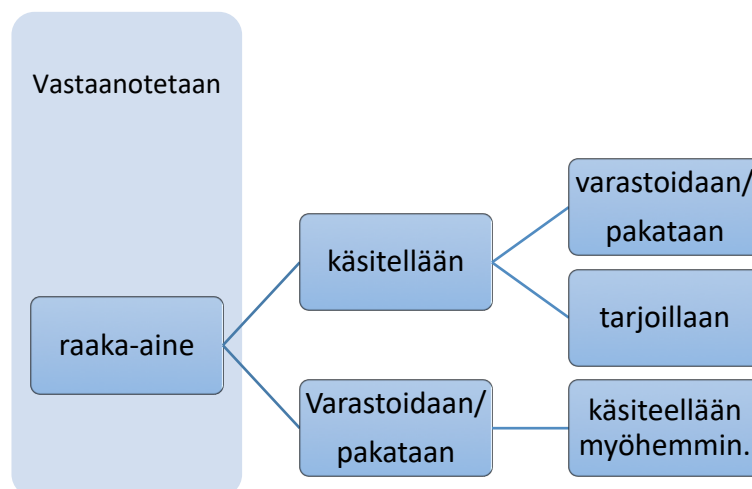 Vastaanotetaan
raaka-aine
käsitellään
varastoidaan/
pakataan
tarjoillaan
Varastoidaan/
pakataan
käsiteellään
myöhemmin.